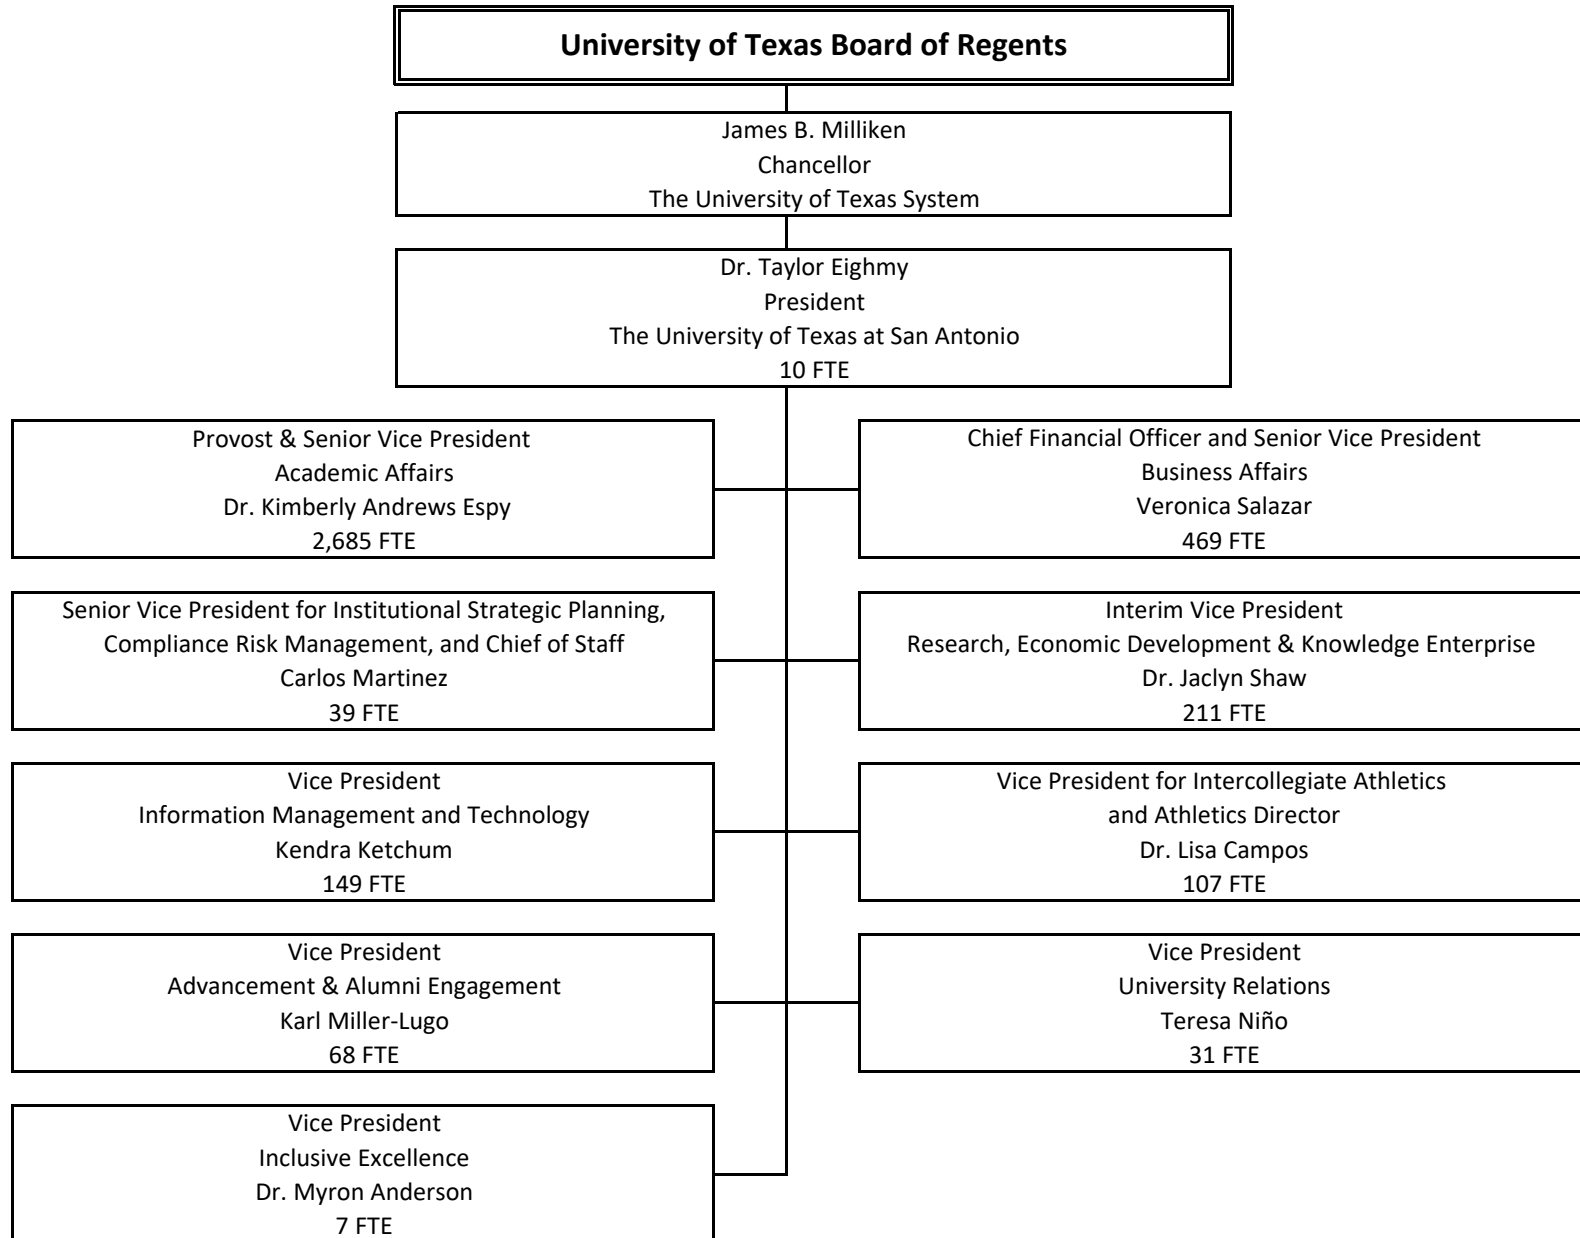 University of Texas Board of Regents
James B. Milliken
Chancellor
The University of Texas System
Dr. Taylor Eighmy
President
The University of Texas at San Antonio
10 FTE
Provost & Senior Vice President
Academic Affairs
Dr. Kimberly Andrews Espy
2,685 FTE
Chief Financial Officer and Senior Vice President
Business Affairs
Veronica Salazar
469 FTE
Senior Vice President for Institutional Strategic Planning,
Compliance Risk Management, and Chief of Staff
Carlos Martinez
39 FTE
Interim Vice President
Research, Economic Development & Knowledge Enterprise
Dr. Jaclyn Shaw
211 FTE
Vice President
Information Management and Technology
Kendra Ketchum
149 FTE
Vice President for Intercollegiate Athletics
and Athletics Director
Dr. Lisa Campos
107 FTE
Vice President
Advancement & Alumni Engagement
Karl Miller-Lugo
68 FTE
Vice President
University Relations
Teresa Niño
31 FTE
Vice President
Inclusive Excellence
Dr. Myron Anderson
7 FTE